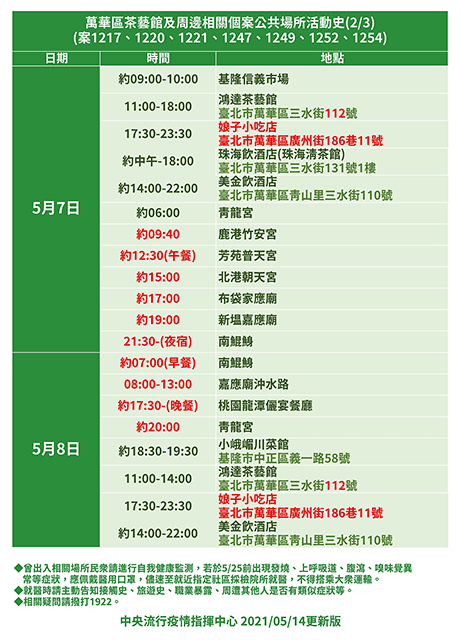 萬華區茶藝館及周邊相關個案公共場所活動史(2/3)
(案1217、1220、1221、1247、1249、1252、1254)
日期 時間 地點
5月7日
約09:00-10:00 基隆信義市場
11:00-18:00 鴻達茶藝館
臺北市萬華區三水街112號
17:30-23:30 娘子小吃店
臺北市萬華區廣州街186巷11號
約中午-18:00 珠海飲酒店(珠海清茶館)
臺北市萬華區三水街131號1樓
約14:00-22:00 美金飲酒店
臺北市萬華區青山里三水街110號
約06:00 青龍宮
約09:40 鹿港竹安宮
約12:30(午餐) 芳苑普天宮
約15:00 北港朝天宮
約17:00 布袋家應廟
約19:00 新塭嘉應廟
21:30-(夜宿) 南鯤鯓
5月8日
約07:00(早餐) 南鯤鯓
08:00-13:00 嘉應廟沖水路
約17:30-(晚餐) 桃園龍潭儷宴餐廳
約20:00 青龍宮
約18:30-19:30 小峨嵋川菜館
基隆市中正區義一路58號
11:00-14:00 鴻達茶藝館
臺北市萬華區三水街112號
17:30-23:30 娘子小吃店
臺北市萬華區廣州街186巷11號
約14:00-22:00 美金飲酒店
臺北市萬華區青山里三水街110號
◆曾出入相關場所民眾請進行自我健康監測，若於5/25前出現發燒、上呼吸道、腹瀉、嗅味覺異
常等症狀，應佩戴醫用口罩，儘速至就近指定社區採檢院所就醫，不得搭乘大眾運輸。
◆就醫時請主動告知接觸史、旅遊史、職業暴露、周遭其他人是否有類似症狀等。
◆相關疑問請撥打1922。
中央流行疫情指揮中心 2021/05/14更新版